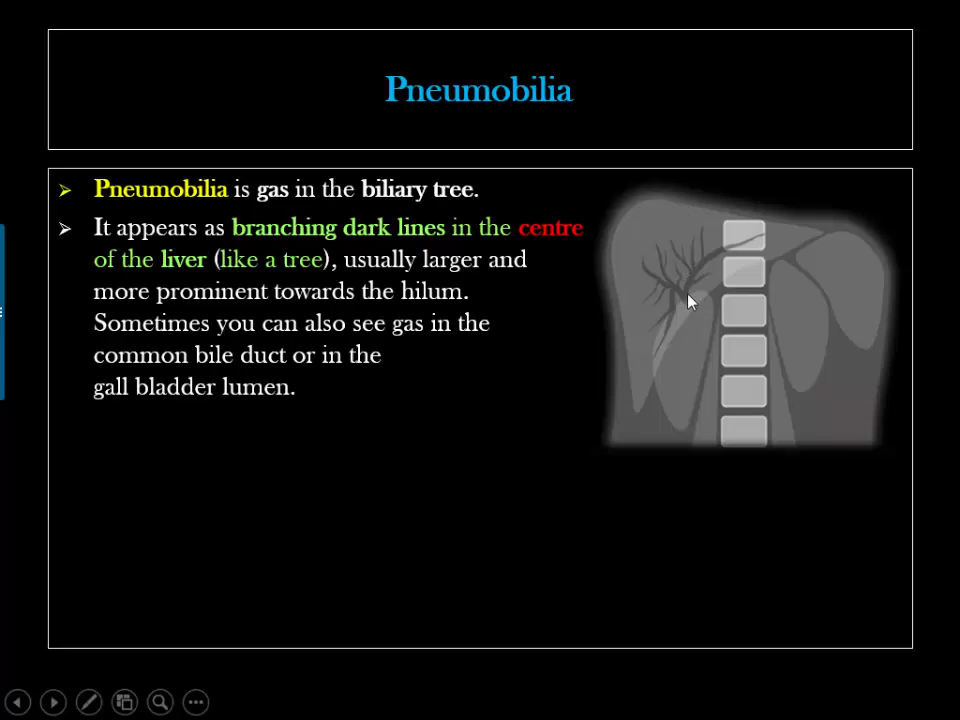 Pneumobilia
Pneumobilia is gas in the biliary tree.
It appears as branching dark lines in the centre
of the liver (like a tree), usually larger and
more prominent towards the hilum.
Sometimes you can also see gas in the
common bile duct or in the
gall bladder lumen.